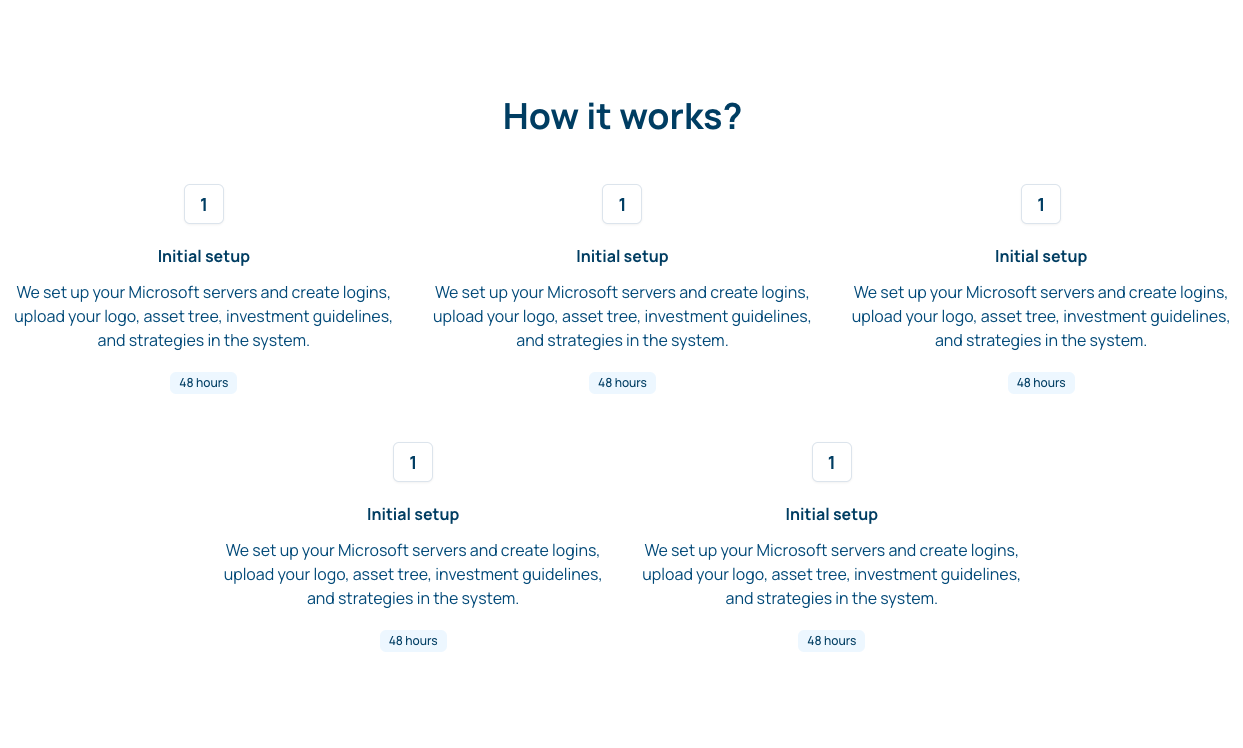 How it works?
1
Initial setup
We set up your Microsoft servers and create logins,
upload your logo, asset tree, investment guidelines,
and strategies in the system.
48 hours
1
Initial setup
We set up your Microsoft servers and create logins,
upload your logo, asset tree, investment guidelines,
and strategies in the system.
48 hours
1
Initial setup
We set up your Microsoft servers and create logins,
upload your logo, asset tree, investment guidelines,
and strategies in the system.
48 hours
1
Initial setup
We set up your Microsoft servers and create logins,
upload your logo, asset tree, investment guidelines,
and strategies in the system.
48 hours
1
Initial setup
We set up your Microsoft servers and create logins,
upload your logo, asset tree, investment guidelines,
and strategies in the system.
48 hours